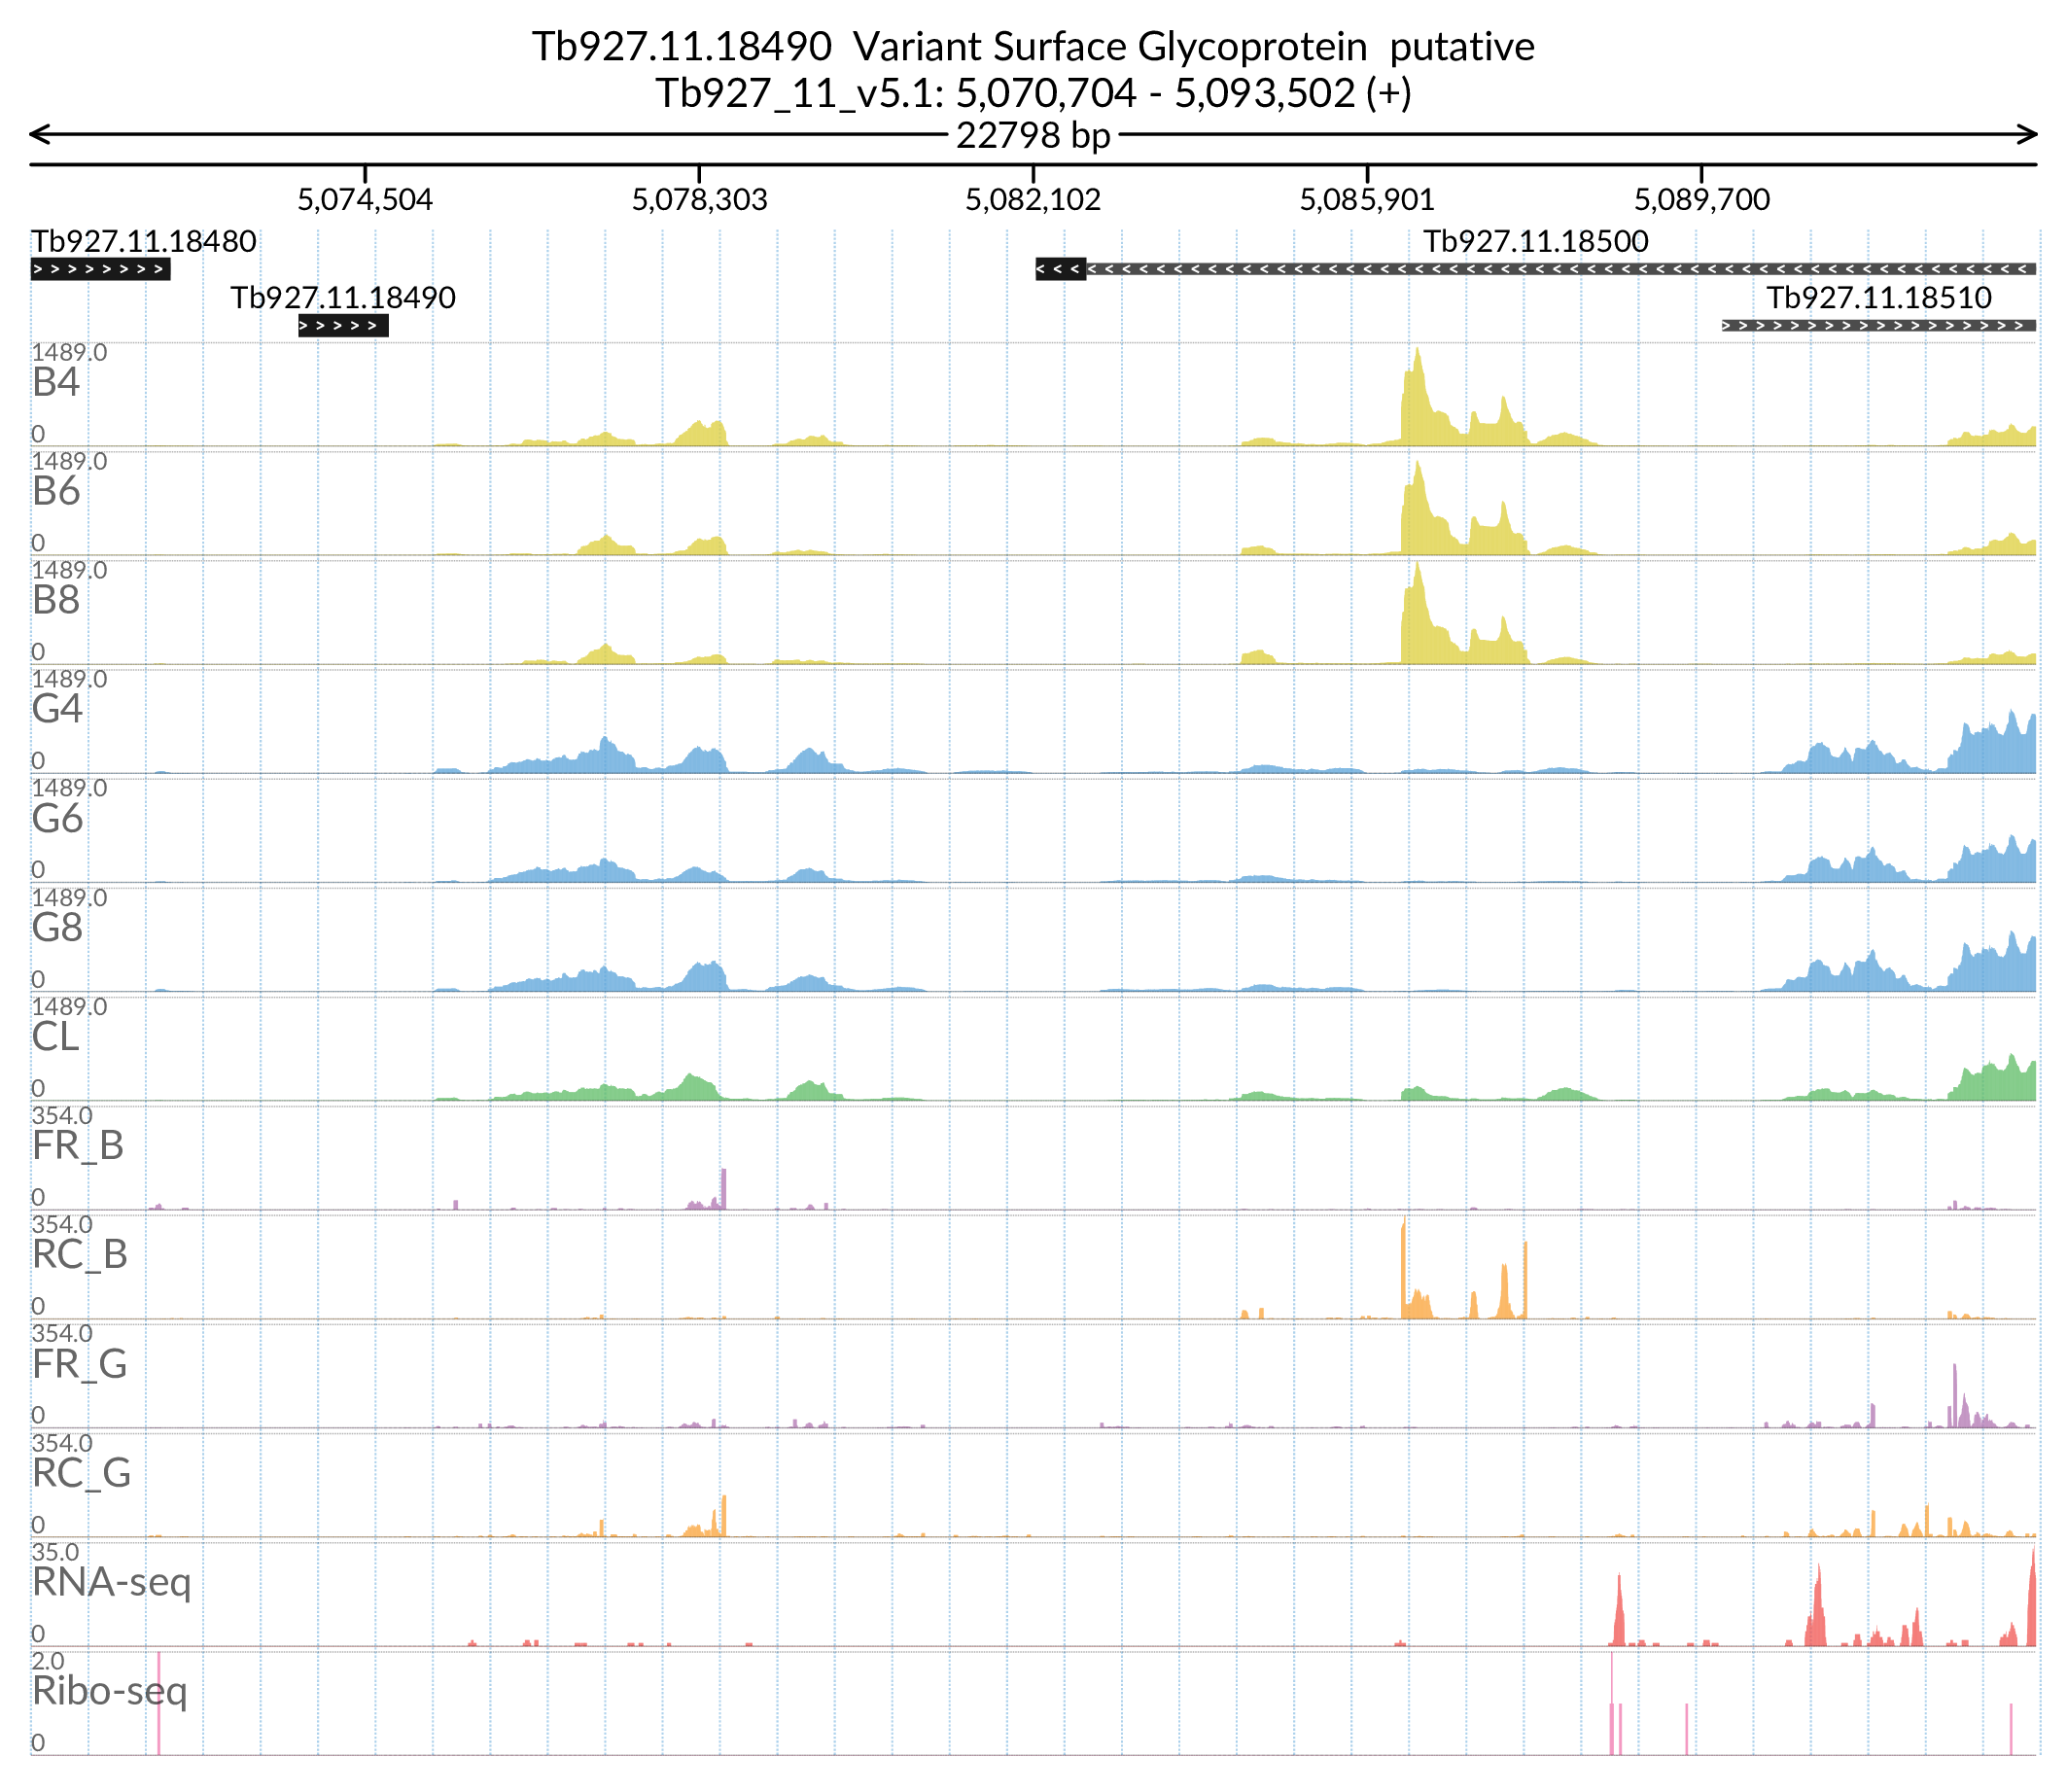 Tb927.11.18490  Variant Surface Glycoprotein  putative
Tb927_11_v5.1: 5,070,704 - 5,093,502 (+)
22798 bp
5,074,504 5,078,303 5,082,102 5,085,901 5,089,700
Tb927.11.18480 Tb927.11.18500
Tb927.11.18490 Tb927.11.18510
1489.0
B4
0
1489.0
B6
0
1489.0
B8
0
1489.0
G4
0
1489.0
G6
0
1489.0
G8
0
1489.0
CL
0
354.0
FR_B
0
354.0
RC_B
0
354.0
FR_G
0
354.0
RC_G
0
35.0
RNA-seq
0
2.0
Ribo-seq
0